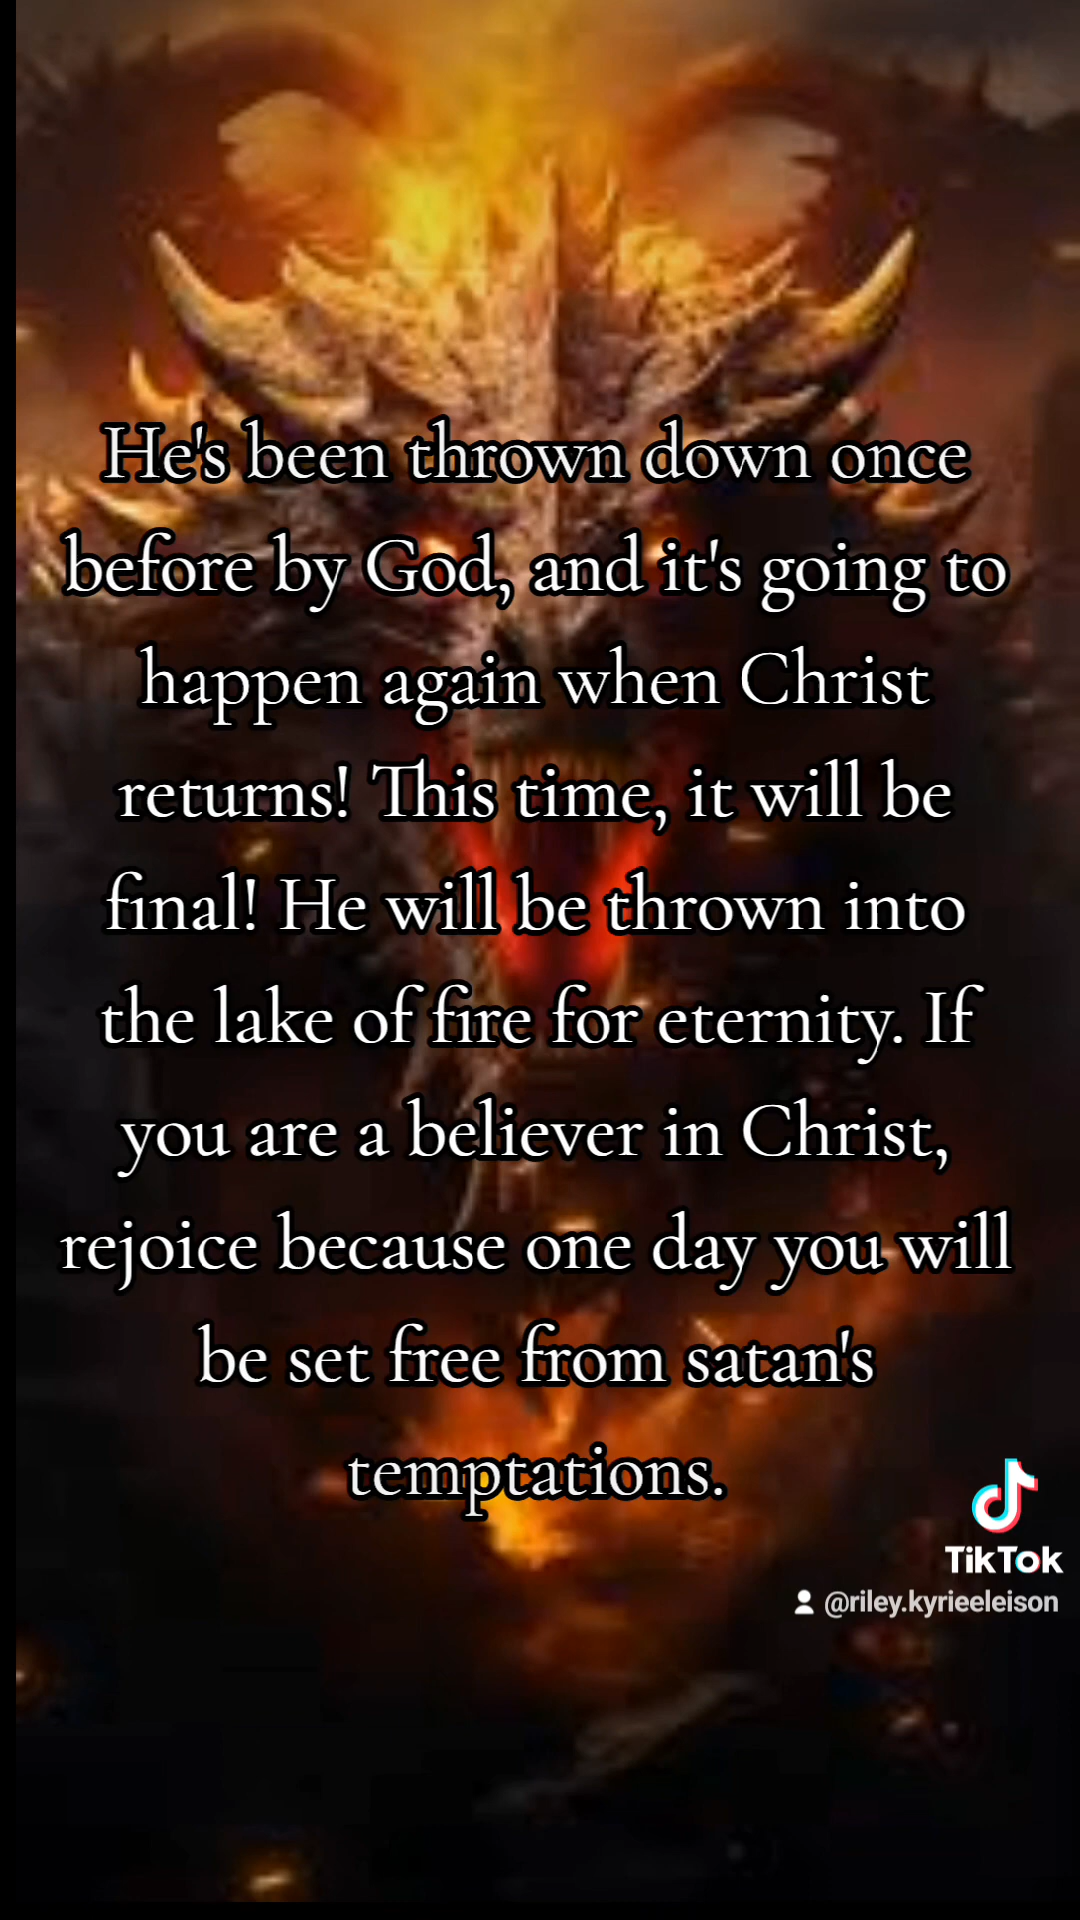 He's been thrown down once
before by God, and it's going to
happen again when Christ
returns! This time, it will be
final! He will be thrown into
the lake of fire for eternity. If
you are a believer in Christ,
rejoice because one day you will
be set free from satan's
temptations.
TikTok
@riley.kyrieeleison